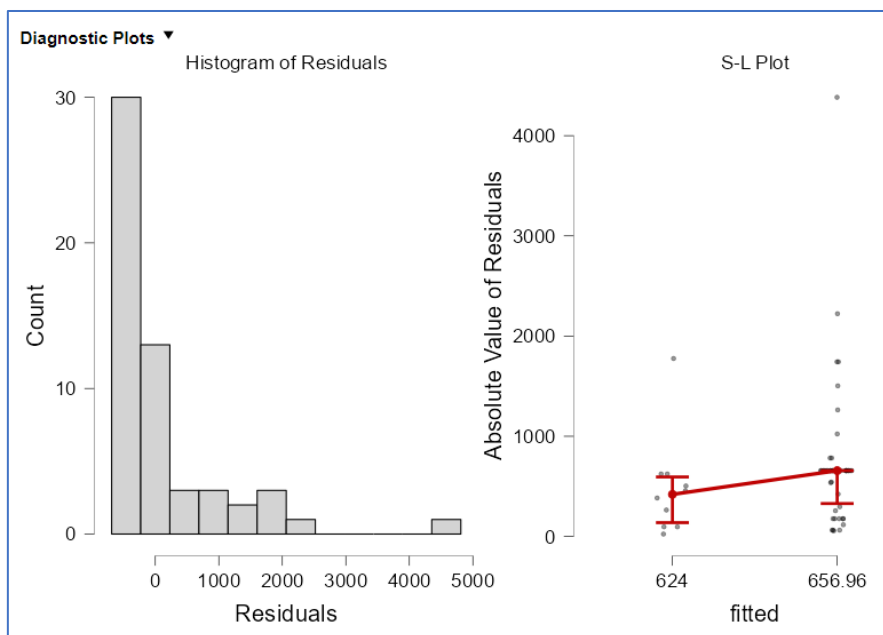 Diagnostic Plots ▼
Histogram of Residuals
30
20
10
0
Count
0 1000 2000 3000 4000 5000
Residuals
S-L Plot
4000
3000
2000
1000
0
Absolute Value of Residuals
624 656.96
fitted